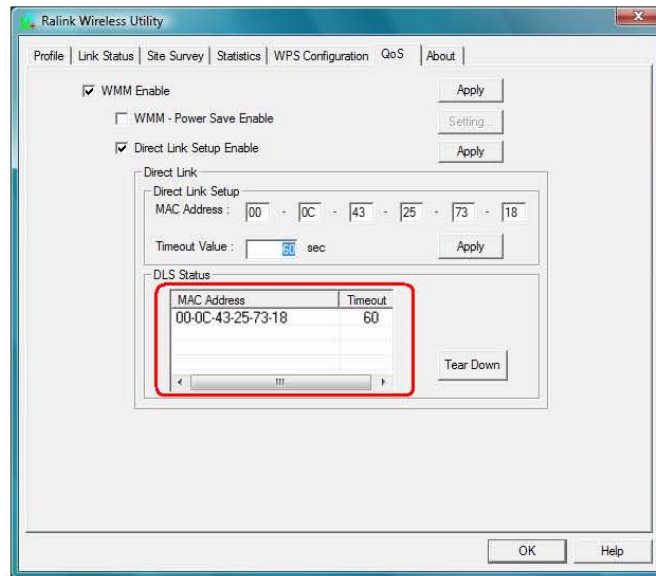 Ralink Wireless Utility
Profile Link Status Site Survey Statistics WPS Configuration QoS About
WMM Enable Apply
WMM - Power Save Enable Setting...
Direct Link Setup Enable Apply
Direct Link
Direct Link Setup
MAC Address : 00 - 0C - 43 - 25 - 73 - 18
Timeout Value : 60 sec Apply
DLS Status
MAC Address Timeout
00-0C-43-25-73-18 60
Tear Down
OK Help